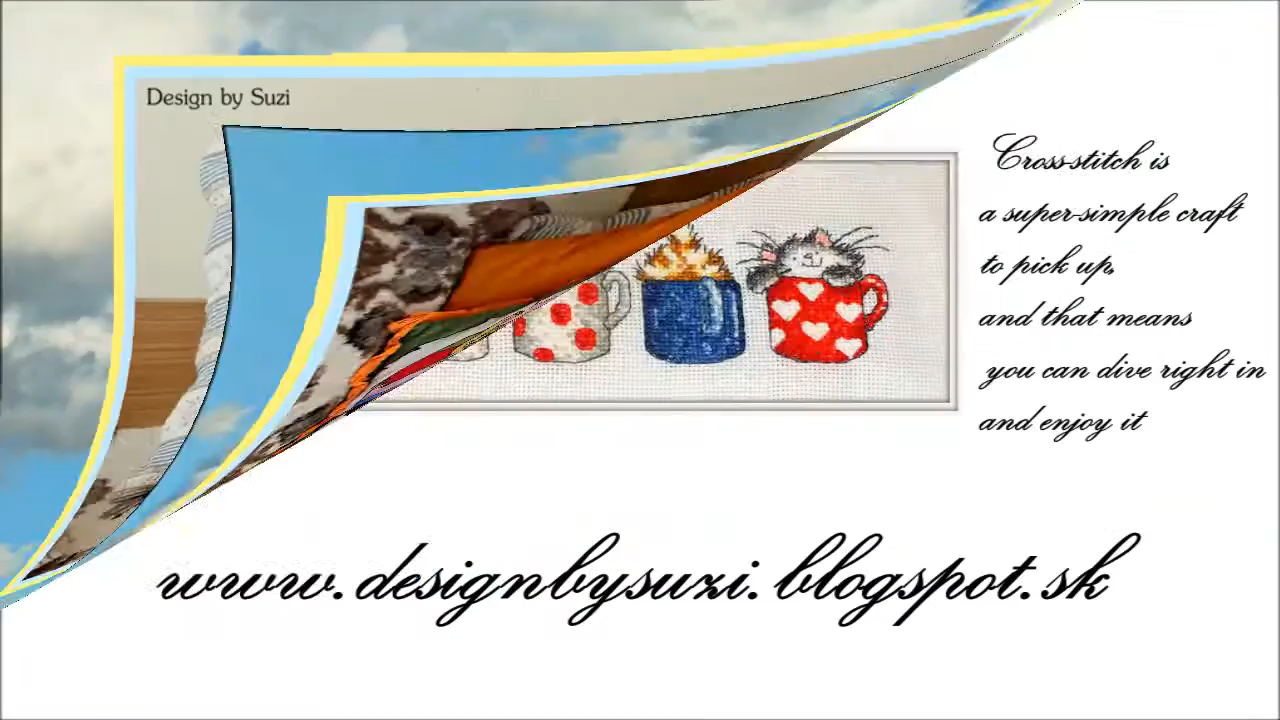 Design by Suzi
Cross-stitch is
a super-simple craft
to pick up,
and that means
you can dive right in
and enjoy it
www.designbysuzi.blogspot.sk